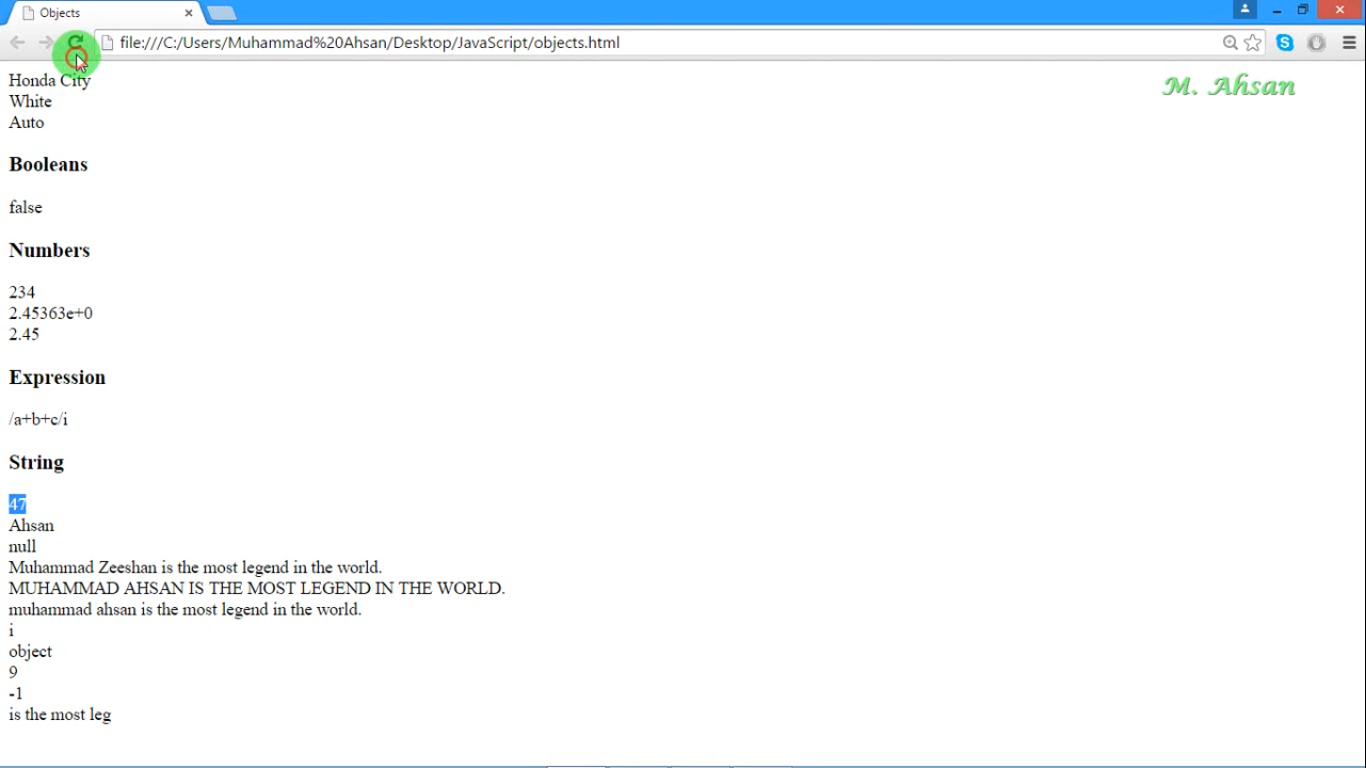 Objects
file:///C:/Users/Muhammad%20Ahsan/Desktop/JavaScript/objects.html
M. Ahsan
Honda City
White
Auto
Booleans
false
Numbers
234
2.45363e+0
2.45
Expression
/a+b+c/i
String
47
Ahsan
null
Muhammad Zeeshan is the most legend in the world.
MUHAMMAD AHSAN IS THE MOST LEGEND IN THE WORLD.
muhammad ahsan is the most legend in the world.
i
object
9
-1
is the most leg